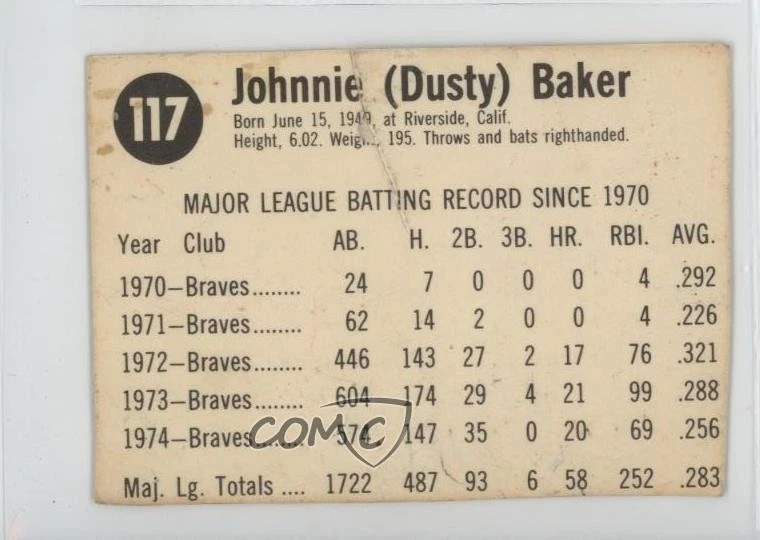 117
Johnnie (Dusty) Baker
Born June 15, 1949, at Riverside, Calif.
Height, 6.02. Weig.., 195. Throws and bats righthanded.
MAJOR LEAGUE BATTING RECORD SINCE 1970
Year Club AB. H. 2B. 3B. HR. RBI. AVG.
1970—Braves........ 24 7 0 0 0 4 .292
1971—Braves........ 62 14 2 0 0 4 .226
1972—Braves........ 446 143 27 2 17 76 .321
1973—Braves........ 604 174 29 4 21 99 .288
1974—Braves........ 574 147 35 0 20 69 .256
COMC
Maj. Lg. Totals .... 1722 487 93 6 58 252 .283